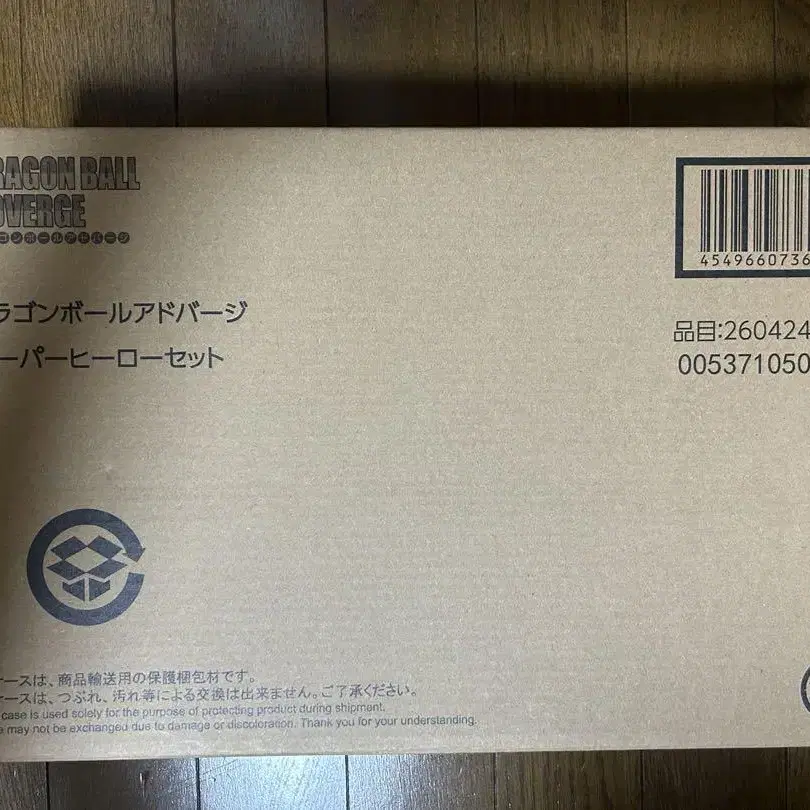 RAGON BALL
DVERGE
ゴンボールアドバージ
ラゴンボールアドバージ
ーパーヒーローセット
4549660736
品目:260424
005371050
ケースは、商品輸送用の保護梱包材です。
ケースは、つぶれ、汚れ等による交換は出来ません。ご了承ください。
case is used solely for the purpose of protecting product during shipment.
may not be exchanged due to damage or discoloration. Thank you for your understanding.